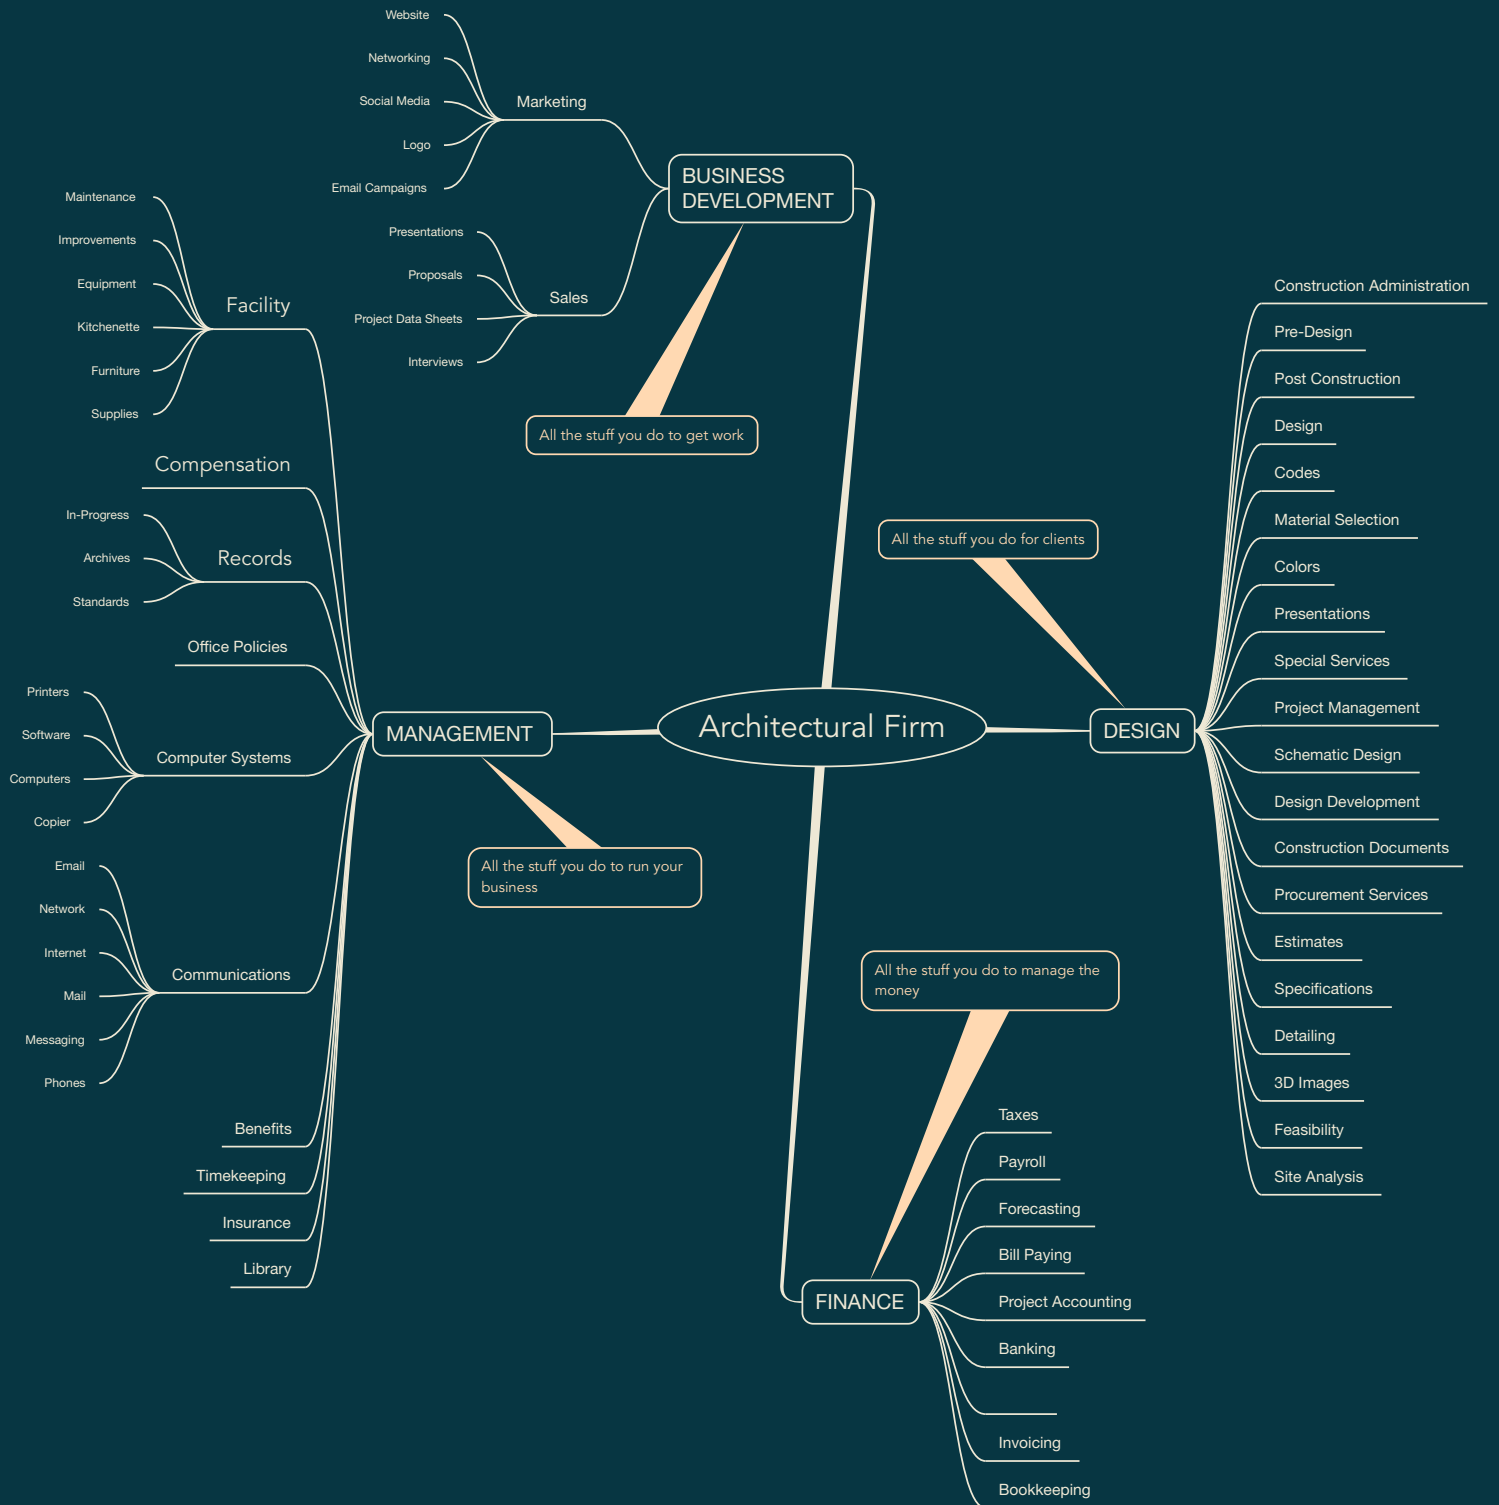 Website
Networking
Social Media
Logo
Email Campaigns
Marketing
Presentations
Proposals
Project Data Sheets
Interviews
Sales
BUSINESS
DEVELOPMENT
All the stuff you do to get work
Maintenance
Improvements
Equipment
Kitchenette
Furniture
Supplies
Facility
Compensation
In-Progress
Archives
Standards
Records
Office Policies
Printers
Software
Computers
Copier
Computer Systems
Email
Network
Internet
Mail
Messaging
Phones
Communications
Benefits
Timekeeping
Insurance
Library
MANAGEMENT
All the stuff you do to run your
business
Architectural Firm
All the stuff you do for clients
DESIGN
Construction Administration
Pre-Design
Post Construction
Design
Codes
Material Selection
Colors
Presentations
Special Services
Project Management
Schematic Design
Design Development
Construction Documents
Procurement Services
Estimates
Specifications
Detailing
3D Images
Feasibility
Site Analysis
All the stuff you do to manage the
money
FINANCE
Taxes
Payroll
Forecasting
Bill Paying
Project Accounting
Banking
Invoicing
Bookkeeping